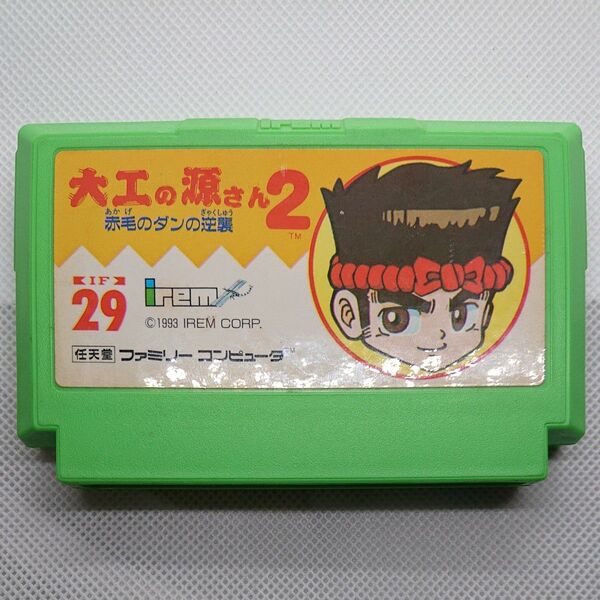 irem
大工の源さん2
あかげ ぎゃくしゅう
赤毛のダンの逆襲
TM
IF
29
irem
©1993 IREM CORP.
任天堂 ファミリー コンピュータ™